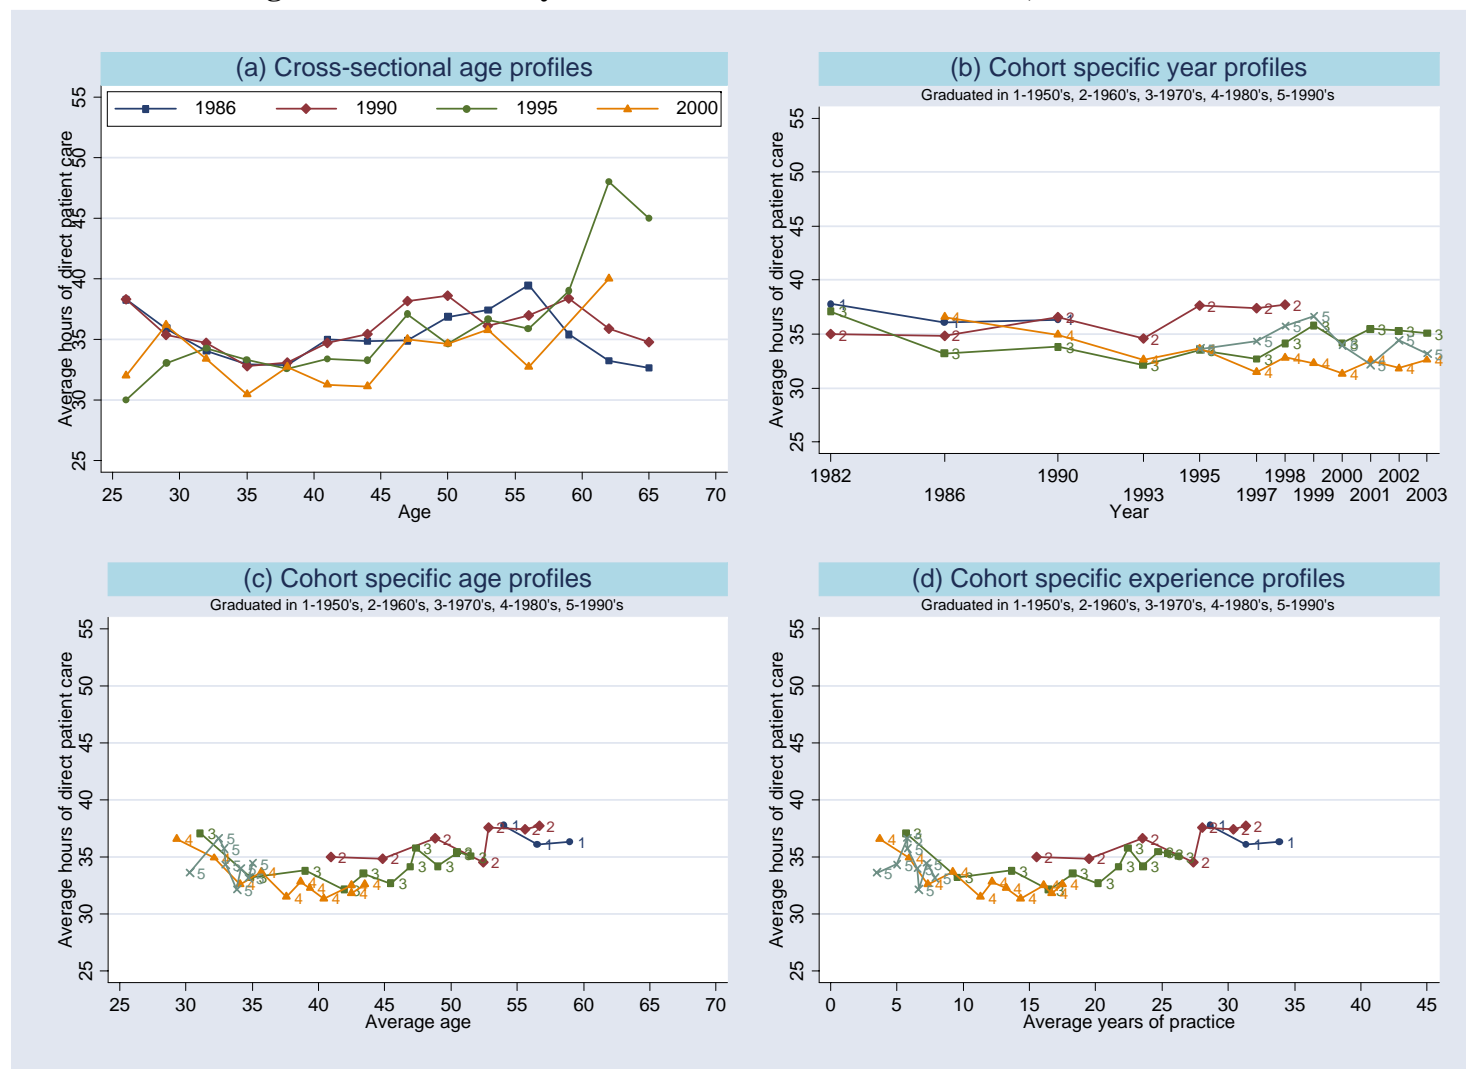 (a) Cross-sectional age profiles
1986 1990 1995 2000
Average hours of direct patient care
55
50
45
40
35
30
25
25 30 35 40 45 50 55 60 65 70
Age
(b) Cohort specific year profiles
Graduated in 1-1950's, 2-1960's, 3-1970's, 4-1980's, 5-1990's
Average hours of direct patient care
55
50
45
40
35
30
25
1982 1990 1995 1998 2000 2002
1986 1993 1997 1999 2001 2003
Year
(c) Cohort specific age profiles
Graduated in 1-1950's, 2-1960's, 3-1970's, 4-1980's, 5-1990's
Average hours of direct patient care
55
50
45
40
35
30
25
25 30 35 40 45 50 55 60 65 70
Average age
(d) Cohort specific experience profiles
Graduated in 1-1950's, 2-1960's, 3-1970's, 4-1980's, 5-1990's
Average hours of direct patient care
55
50
45
40
35
30
25
0 5 10 15 20 25 30 35 40 45
Average years of practice